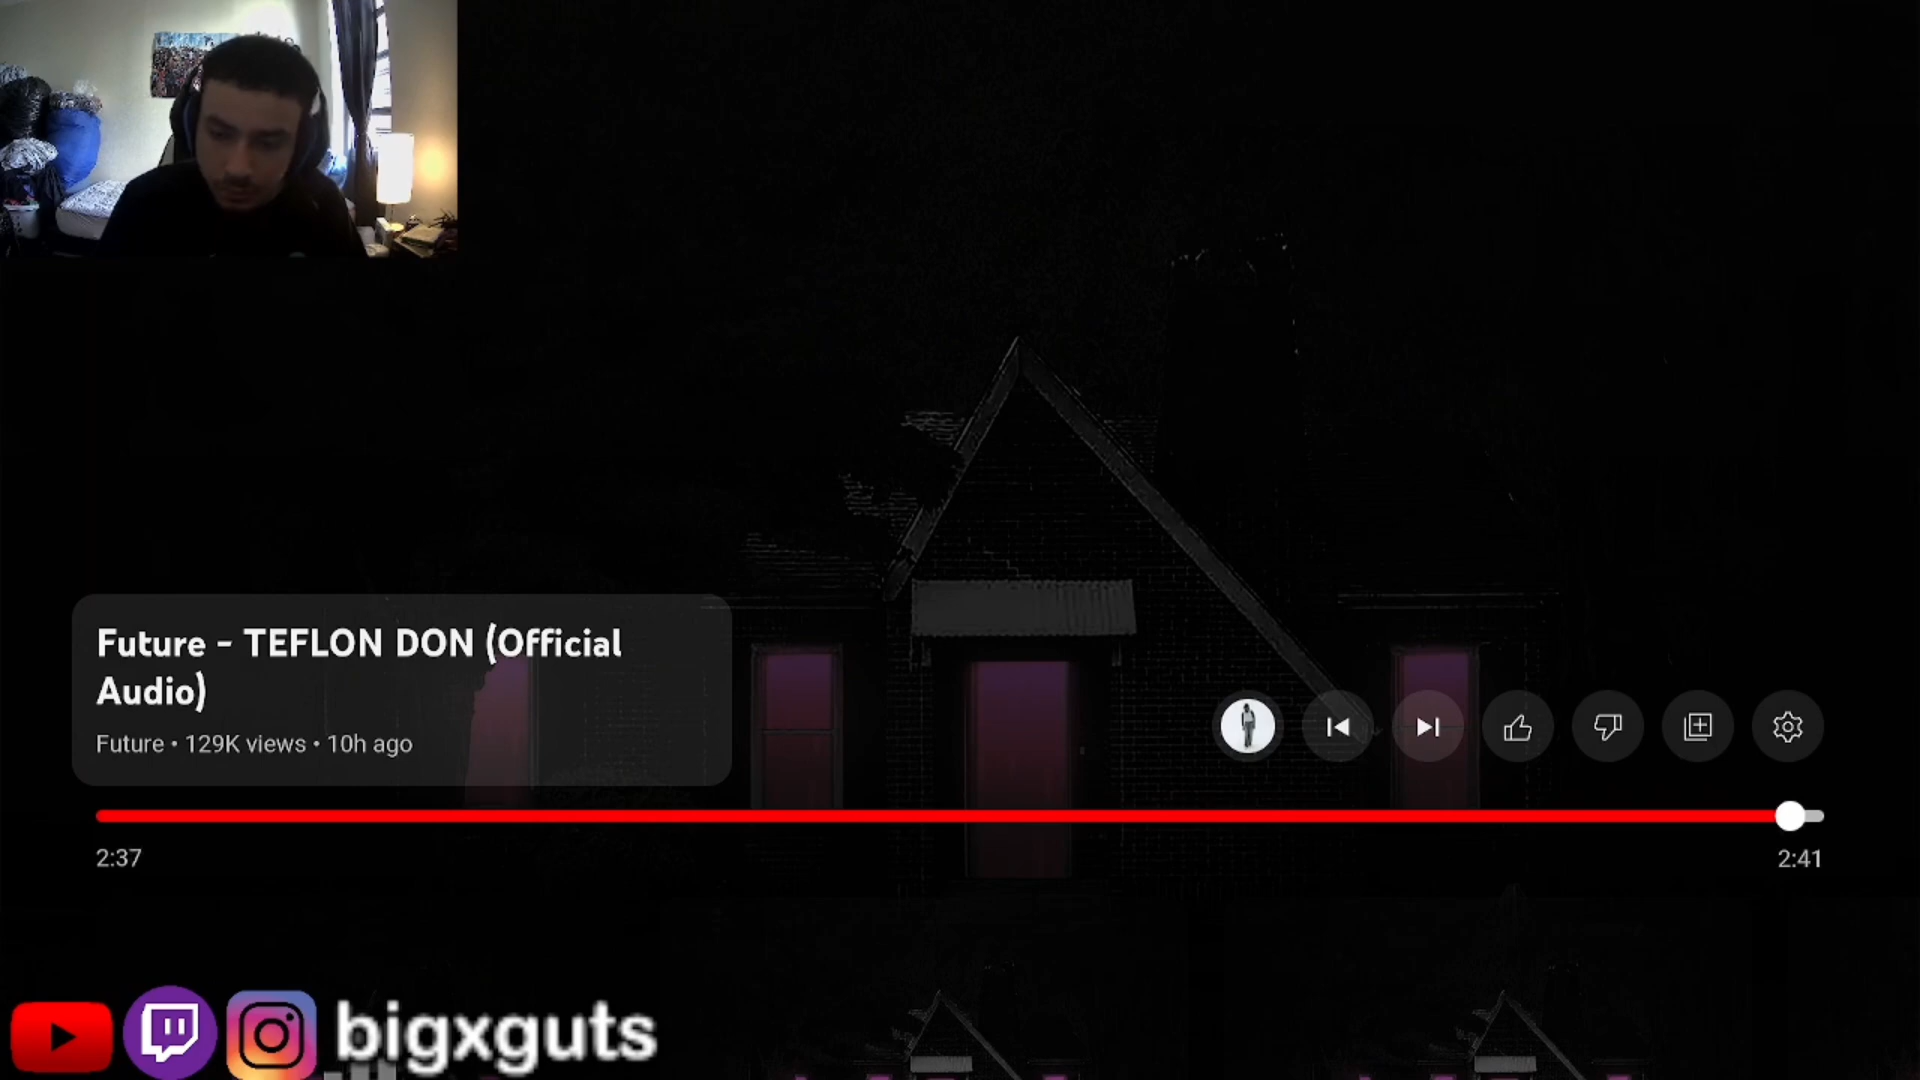 Future - TEFLON DON (Official
Audio)
Future • 129K views • 10h ago
2:37
2:41
bigxguts